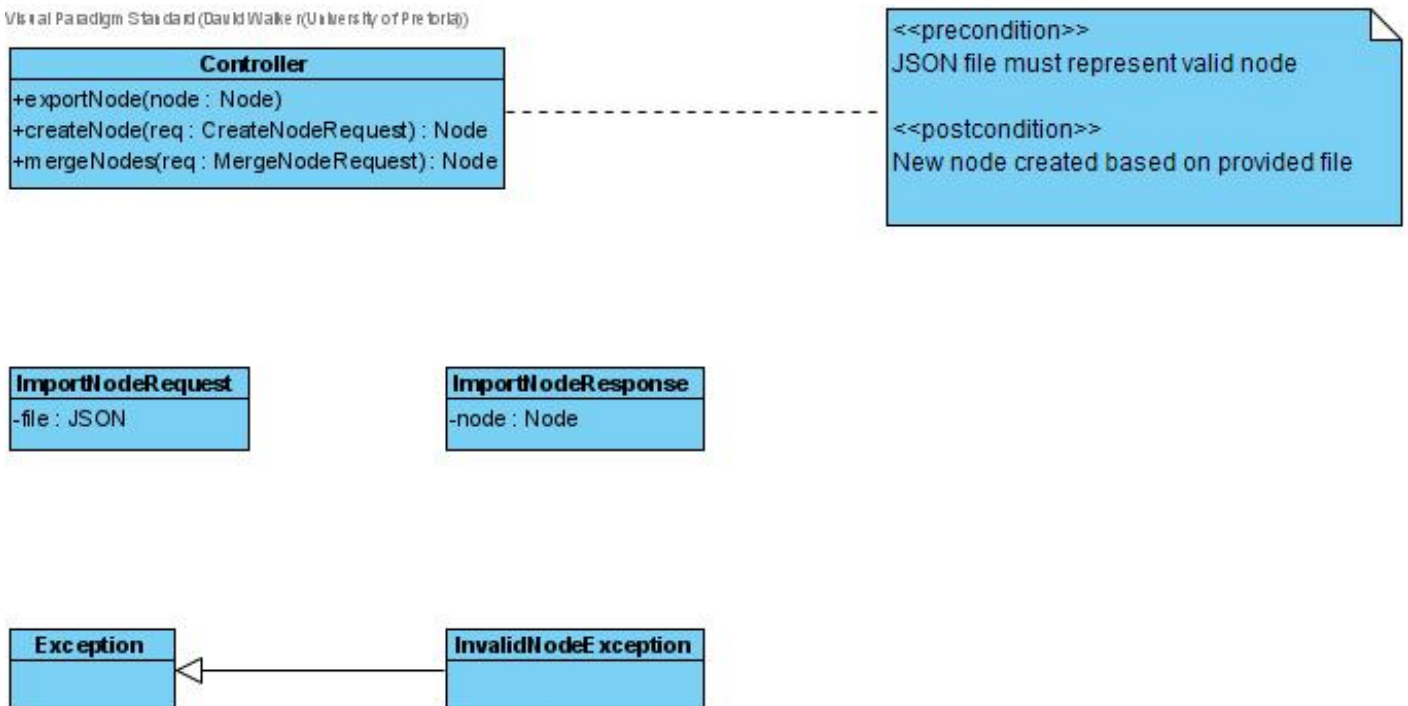 Visual Paradigm Standard (David Walker(University of Pretoria))
Controller
+exportNode(node : Node)
+createNode(req : CreateNodeRequest) : Node
+mergeNodes(req : MergeNodeRequest) : Node
<<precondition>>
JSON file must represent valid node
<<postcondition>>
New node created based on provided file
ImportNodeRequest
-file : JSON
ImportNodeResponse
-node : Node
Exception
InvalidNodeException